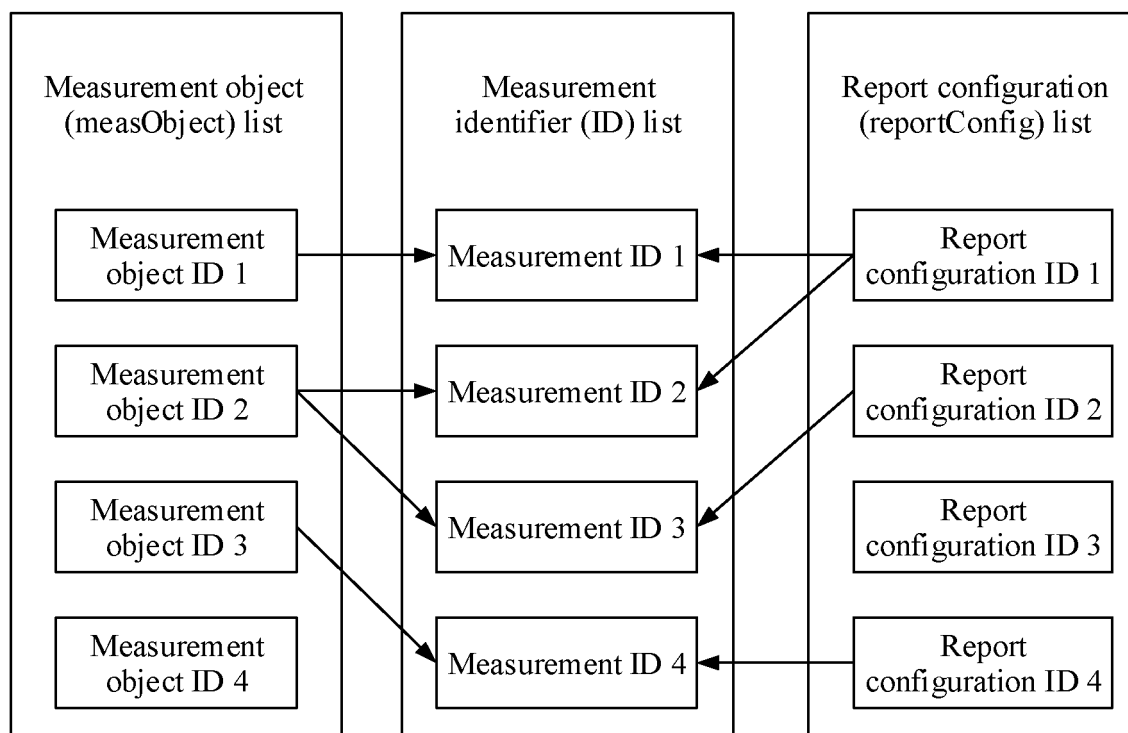 Measurement object
(measObject) list
Measurement
object ID 1
Measurement
object ID 2
Measurement
object ID 3
Measurement
object ID 4
Measurement
identifier (ID) list
Measurement ID 1
Measurement ID 2
Measurement ID 3
Measurement ID 4
Report configuration
(reportConfig) list
Report
configuration ID 1
Report
configuration ID 2
Report
configuration ID 3
Report
configuration ID 4